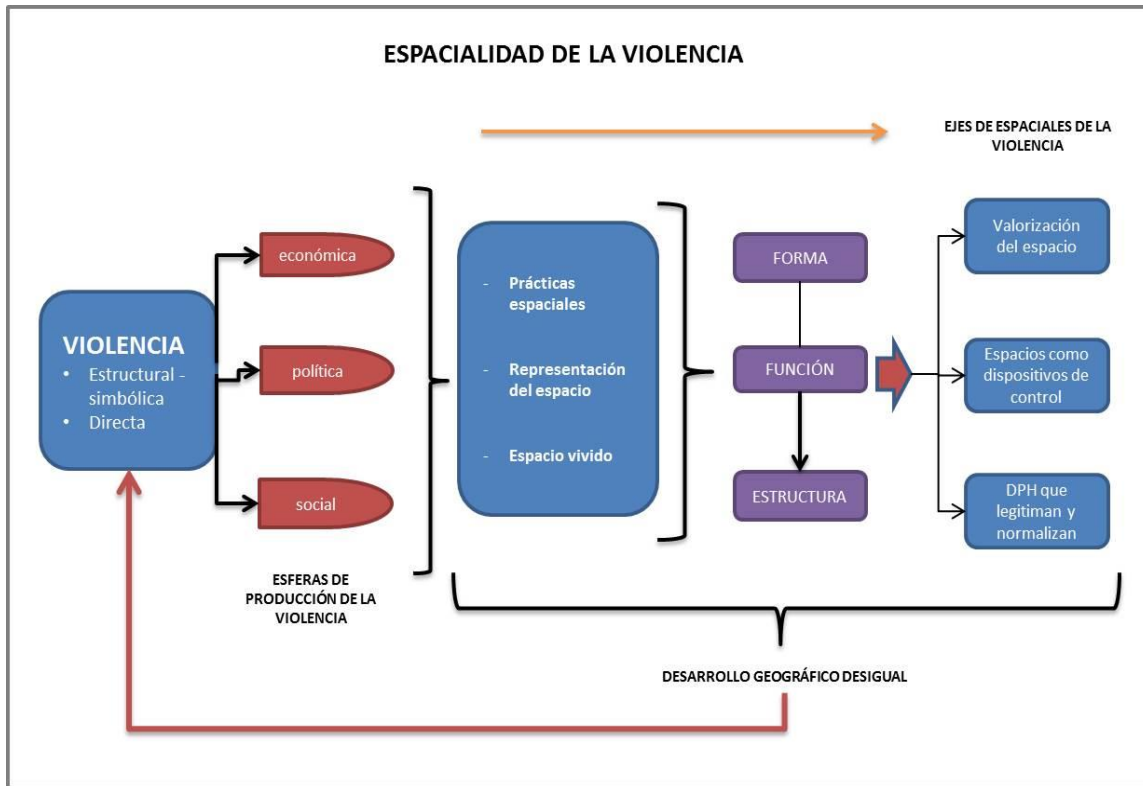 ESPACIALIDAD DE LA VIOLENCIA
EJES DE ESPACIALES DE LA
VIOLENCIA
VIOLENCIA
• Estructural -
simbólica
• Directa
económica
política
social
ESFERAS DE
PRODUCCIÓN DE LA
VIOLENCIA
- Prácticas
espaciales
- Representación
del espacio
- Espacio vivido
FORMA
FUNCIÓN
ESTRUCTURA
Valorización
del espacio
Espacios como
dispositivos de
control
DPH que
legitiman y
normalizan
DESARROLLO GEOGRÁFICO DESIGUAL